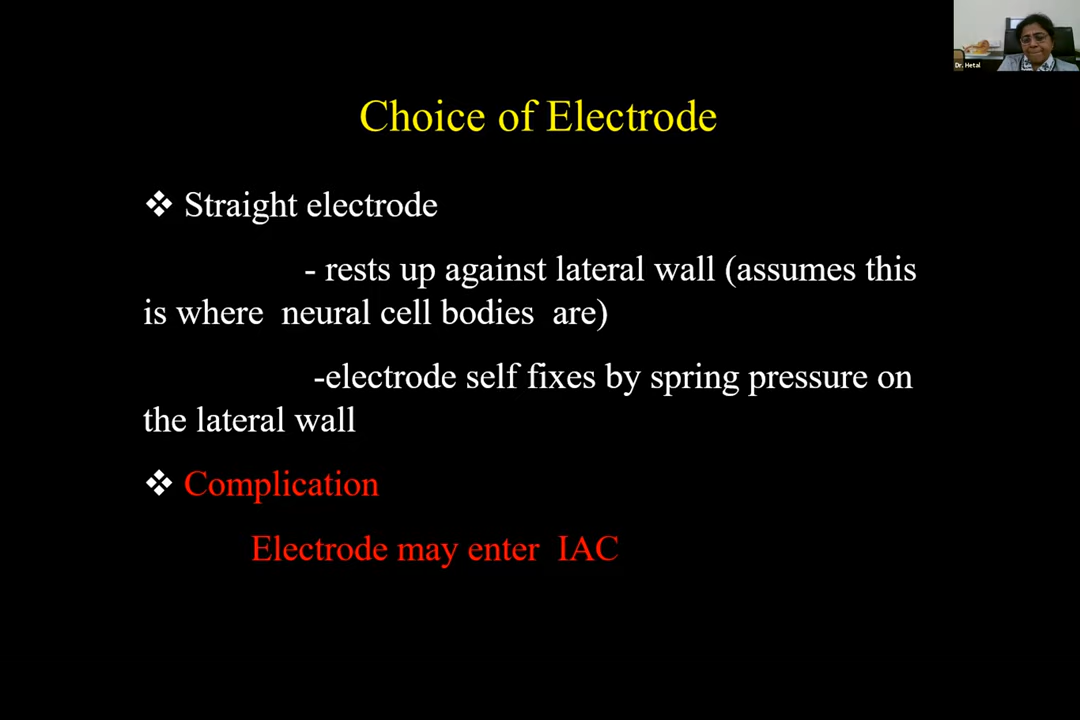 Dr. Hetal
Choice of Electrode
❖ Straight electrode
- rests up against lateral wall (assumes this
is where neural cell bodies are)
-electrode self fixes by spring pressure on
the lateral wall
❖ Complication
Electrode may enter IAC